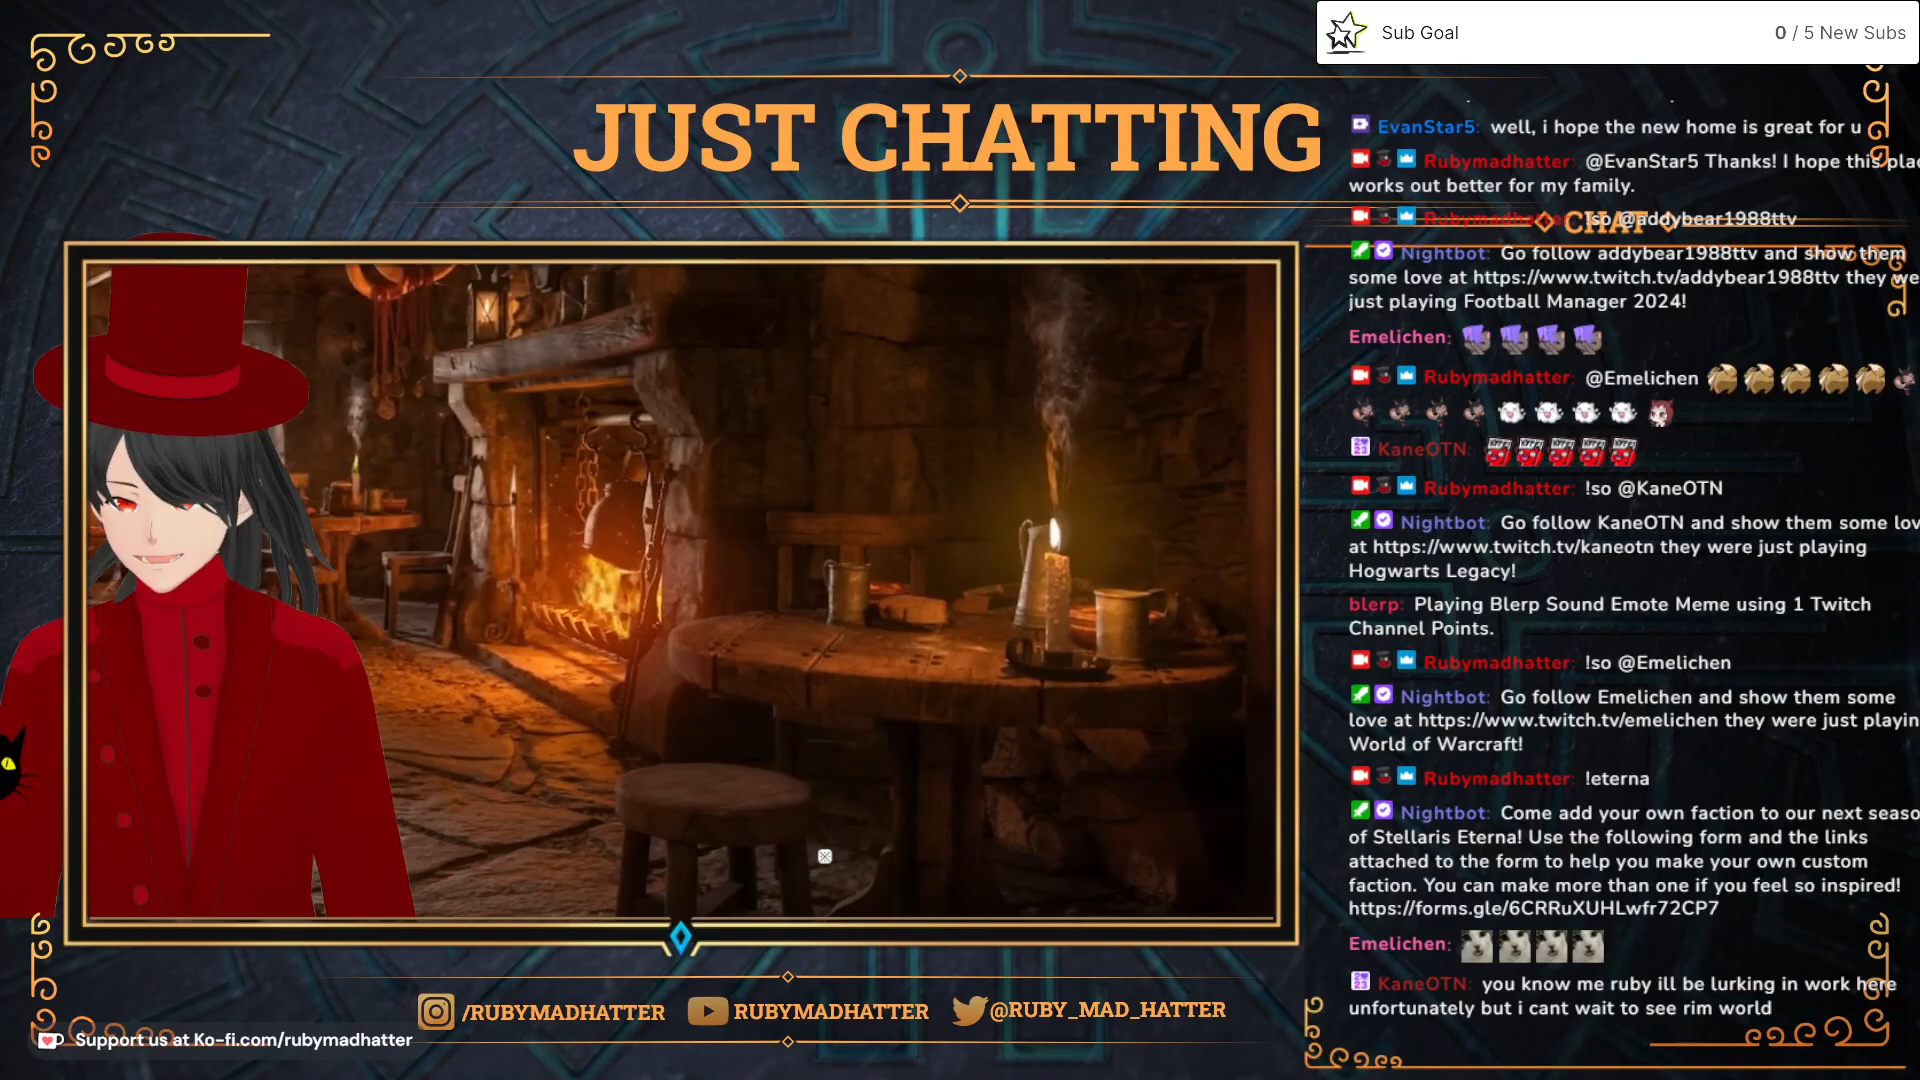 Sub Goal
0 / 5 New Subs
JUST CHATTING
EvanStar5: well, i hope the new home is great for u
Rubymadhatter: @EvanStar5 Thanks! I hope this plac
works out better for my family.
Rubymadhatter: !so @addybear1988ttv
CHAT
Nightbot: Go follow addybear1988ttv and show them
some love at https://www.twitch.tv/addybear1988ttv they we
just playing Football Manager 2024!
Emelichen:
Rubymadhatter: @Emelichen
KaneOTN:
Rubymadhatter: !so @KaneOTN
Nightbot: Go follow KaneOTN and show them some lov
at https://www.twitch.tv/kaneotn they were just playing
Hogwarts Legacy!
blerp: Playing Blerp Sound Emote Meme using 1 Twitch
Channel Points.
Rubymadhatter: !so @Emelichen
Nightbot: Go follow Emelichen and show them some
love at https://www.twitch.tv/emelichen they were just playin
World of Warcraft!
Rubymadhatter: !eterna
Nightbot: Come add your own faction to our next seaso
of Stellaris Eterna! Use the following form and the links
attached to the form to help you make your own custom
faction. You can make more than one if you feel so inspired!
https://forms.gle/6CRRuXUHLwfr72CP7
Emelichen:
KaneOTN: you know me ruby ill be lurking in work here
unfortunately but i cant wait to see rim world
/RUBYMADHATTER
RUBYMADHATTER
@RUBY_MAD_HATTER
Support us at Ko-fi.com/rubymadhatter